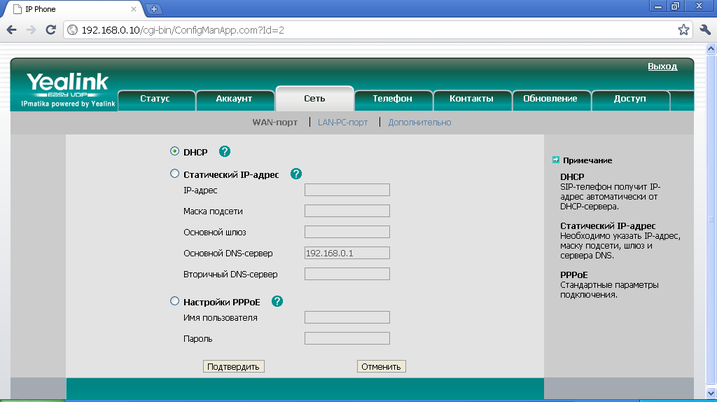 IP Phone
192.168.0.10/cgi-bin/ConfigManApp.com?Id=2
Выход
Yealink
EASY VOIP
IPmatika powered by Yealink
Статус Аккаунт Сеть Телефон Контакты Обновление Доступ
WAN-порт | LAN-PC-порт | Дополнительно
DHCP ?
Статический IP-адрес ?
IP-адрес
Маска подсети
Основной шлюз
Основной DNS-сервер 192.168.0.1
Вторичный DNS-сервер
Настройки PPPoE ?
Имя пользователя
Пароль
Подтвердить Отменить
Примечание
DHCP
SIP-телефон получит IP-
адрес автоматически от
DHCP-сервера.
Статический IP-адрес
Необходимо указать IP-адрес,
маску подсети, шлюз и
сервера DNS.
PPPoE
Стандартные параметры
подключения.